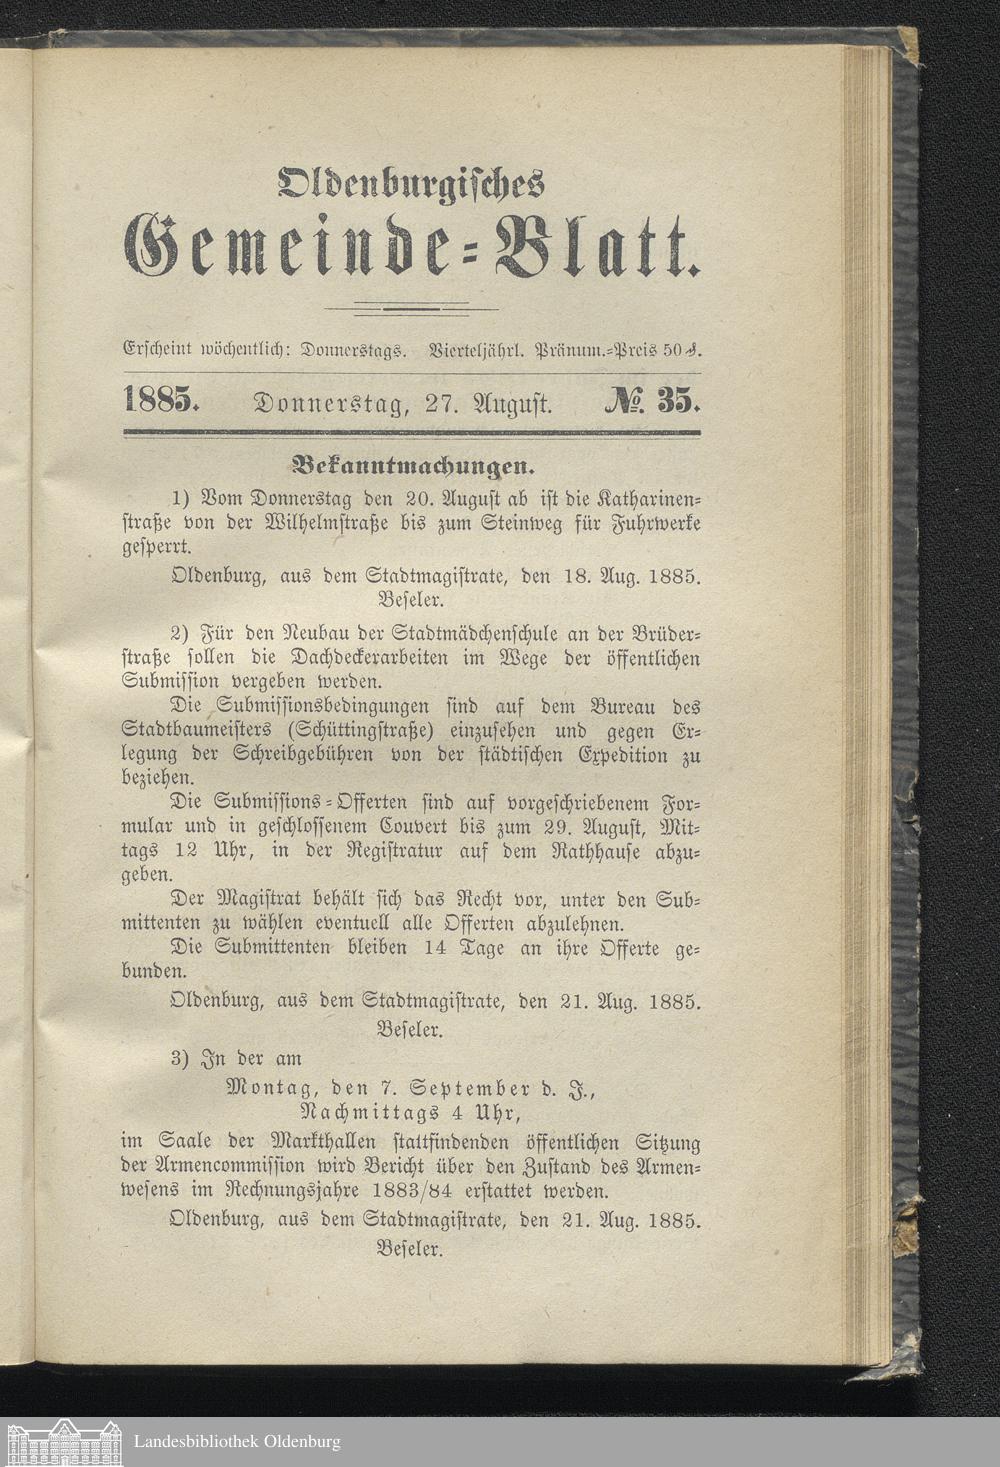 Oldenburgisches
Gemeinde=Blatt.
Erscheint wöchentlich: Donnerstags. Vierteljährl. Pränum.=Preis 50 ₰.
1885. Donnerstag, 27. August. №. 35.
Bekanntmachungen.
1) Vom Donnerstag den 20. August ab ist die Katharinen=
straße von der Wilhelmstraße bis zum Steinweg für Fuhrwerke
gesperrt.
Oldenburg, aus dem Stadtmagistrate, den 18. Aug. 1885.
Beseler.
2) Für den Neubau der Stadtmädchenschule an der Brüder=
straße sollen die Dachdeckerarbeiten im Wege der öffentlichen
Submission vergeben werden.
Die Submissionsbedingungen sind auf dem Bureau des
Stadtbaumeisters (Schüttingstraße) einzusehen und gegen Er=
legung der Schreibgebühren von der städtischen Expedition zu
beziehen.
Die Submissions=Offerten sind auf vorgeschriebenem For=
mular und in geschlossenem Couvert bis zum 29. August, Mit=
tags 12 Uhr, in der Registratur auf dem Rathhause abzu=
geben.
Der Magistrat behält sich das Recht vor, unter den Sub=
mittenten zu wählen eventuell alle Offerten abzulehnen.
Die Submittenten bleiben 14 Tage an ihre Offerte ge=
bunden.
Oldenburg, aus dem Stadtmagistrate, den 21. Aug. 1885.
Beseler.
3) In der am
Montag, den 7. September d. J.,
Nachmittags 4 Uhr,
im Saale der Markthallen stattfindenden öffentlichen Sitzung
der Armencommission wird Bericht über den Zustand des Armen=
wesens im Rechnungsjahre 1883/84 erstattet werden.
Oldenburg, aus dem Stadtmagistrate, den 21. Aug. 1885.
Beseler.
Landesbibliothek Oldenburg